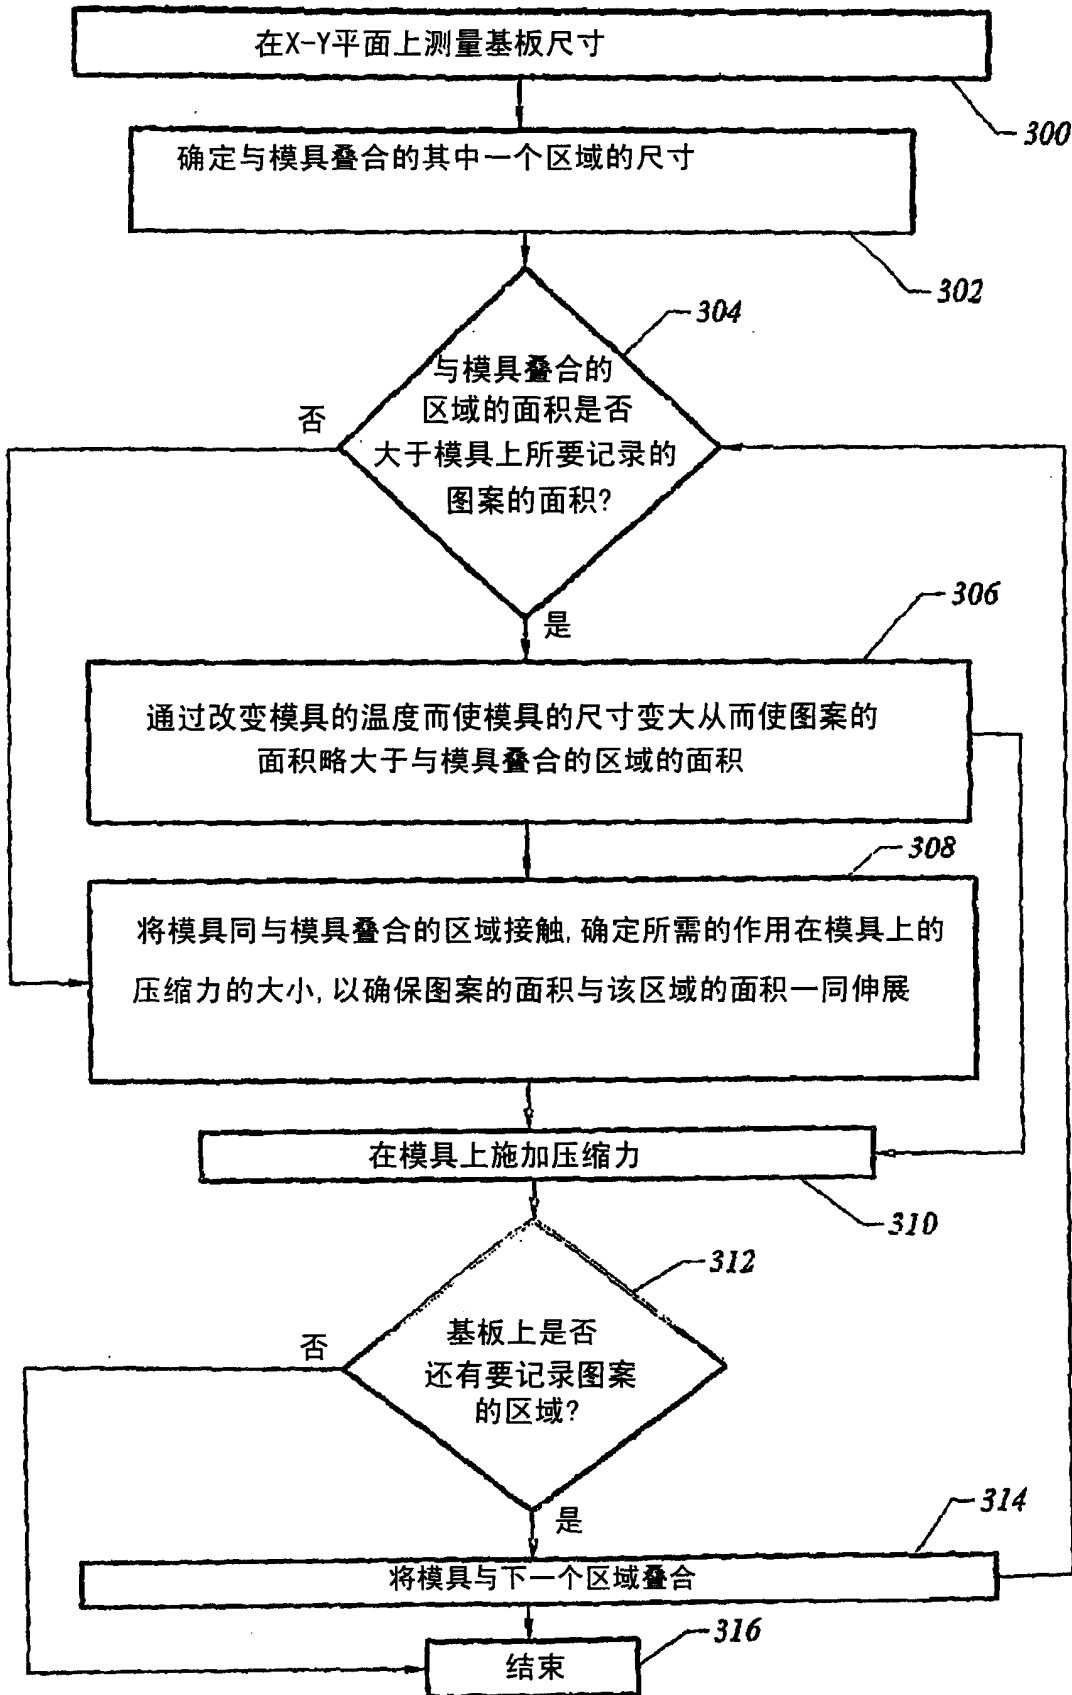 在X-Y平面上测量基板尺寸
300
确定与模具叠合的其中一个区域的尺寸
302
304
与模具叠合的
区域的面积是否
大于模具上所要记录的
图案的面积?
否
是
306
通过改变模具的温度而使模具的尺寸变大从而使图案的
面积略大于与模具叠合的区域的面积
308
将模具同与模具叠合的区域接触,确定所需的作用在模具上的
压缩力的大小,以确保图案的面积与该区域的面积一同伸展
在模具上施加压缩力
310
312
基板上是否
还有要记录图案
的区域?
否
是
314
将模具与下一个区域叠合
316
结束